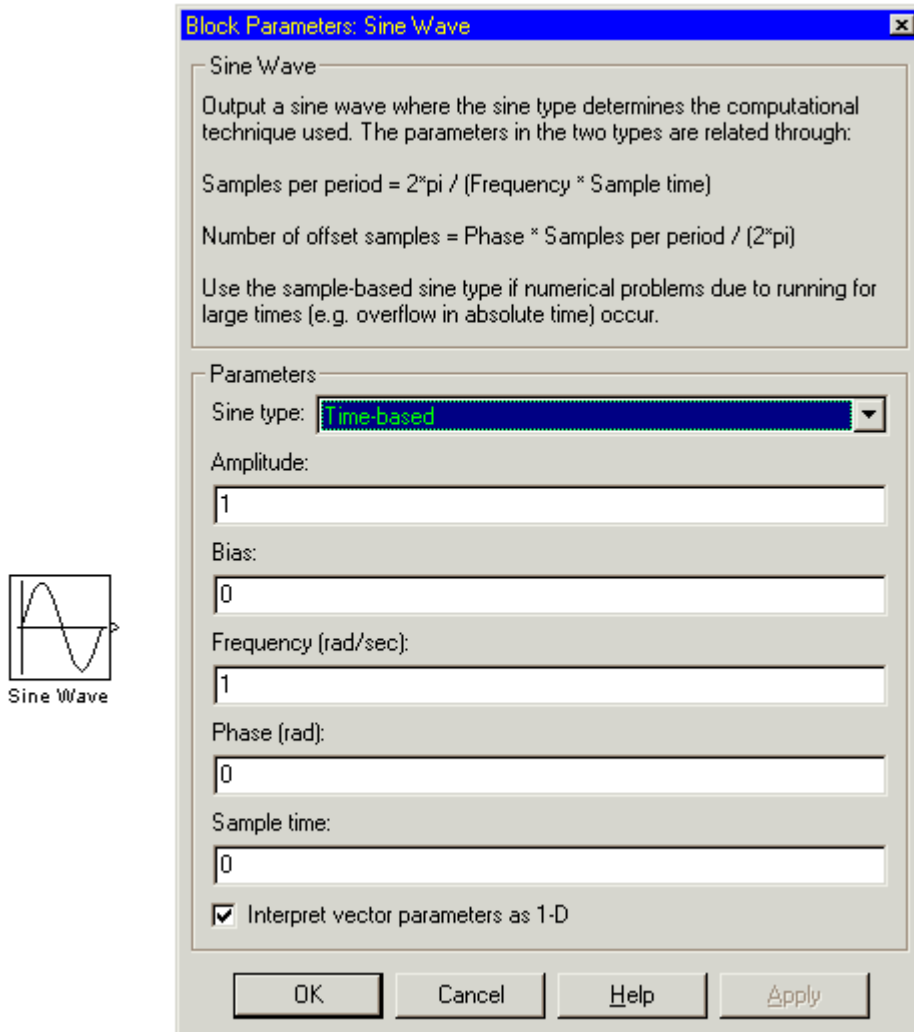 Block Parameters: Sine Wave
Sine Wave
Output a sine wave where the sine type determines the computational
technique used. The parameters in the two types are related through:
Samples per period = 2*pi / (Frequency * Sample time)
Number of offset samples = Phase * Samples per period / (2*pi)
Use the sample-based sine type if numerical problems due to running for
large times (e.g. overflow in absolute time) occur.
Parameters
Sine type: Time-based
Amplitude:
1
Bias:
0
Frequency (rad/sec):
1
Phase (rad):
0
Sample time:
0
Interpret vector parameters as 1-D
OK Cancel Help Apply
Sine Wave